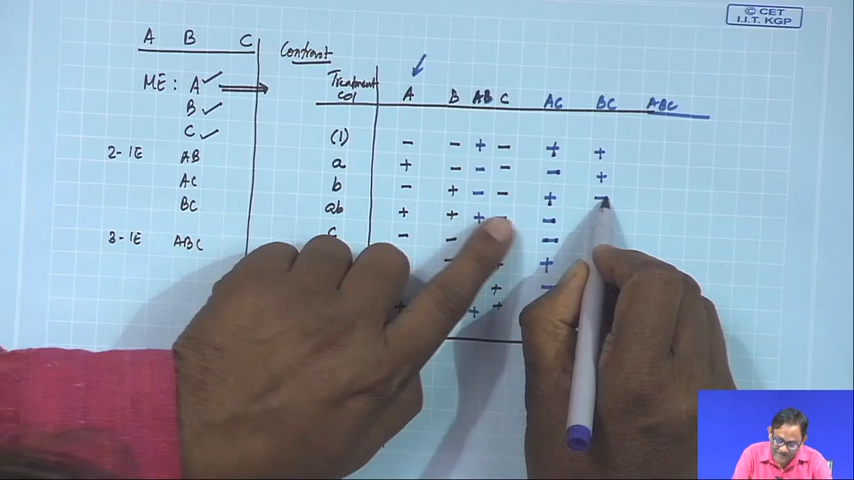 © CET
I.I.T. KGP
A B C
Contrast
ME : A ✓
B ✓
C ✓
2-IE AB
AC
BC
3-IE ABC
Treatment
A B AB C AC BC ABC
(1) - - + - + +
a + - - - - +
b - + - - + -
ab + + + - -
c - - -